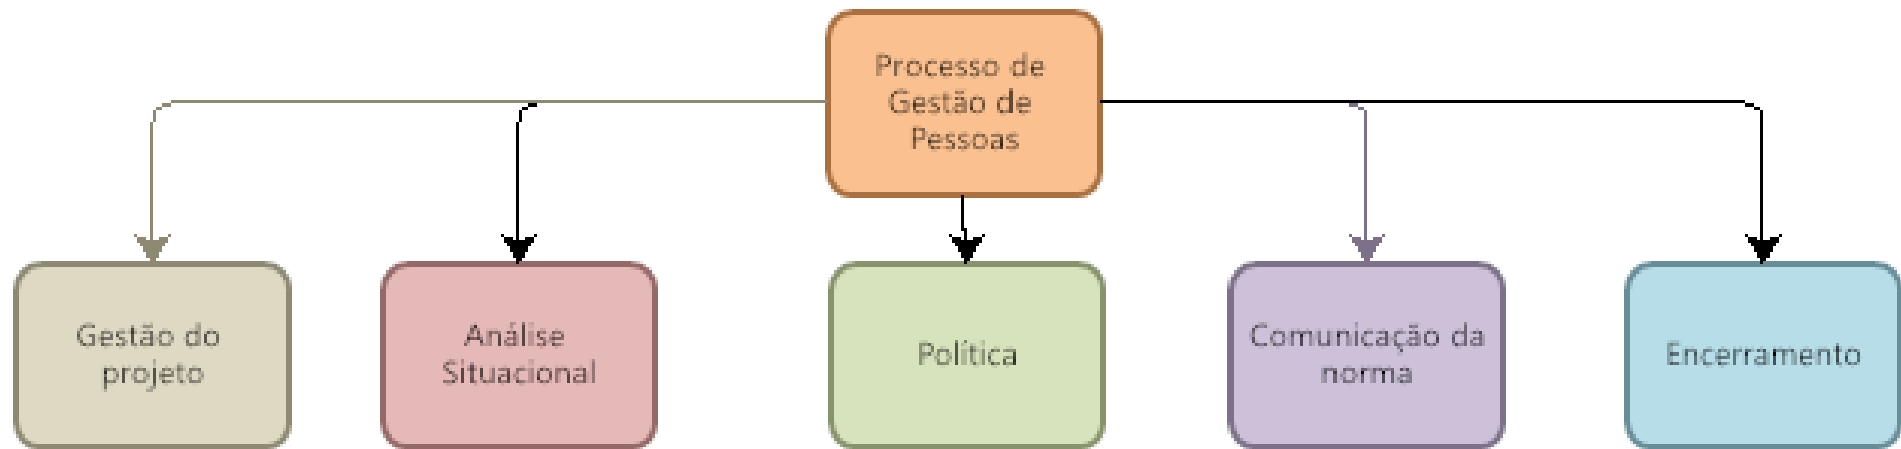 Processo de
Gestão de
Pessoas
Gestão do
projeto
Análise
Situacional
Política
Comunicação da
norma
Encerramento